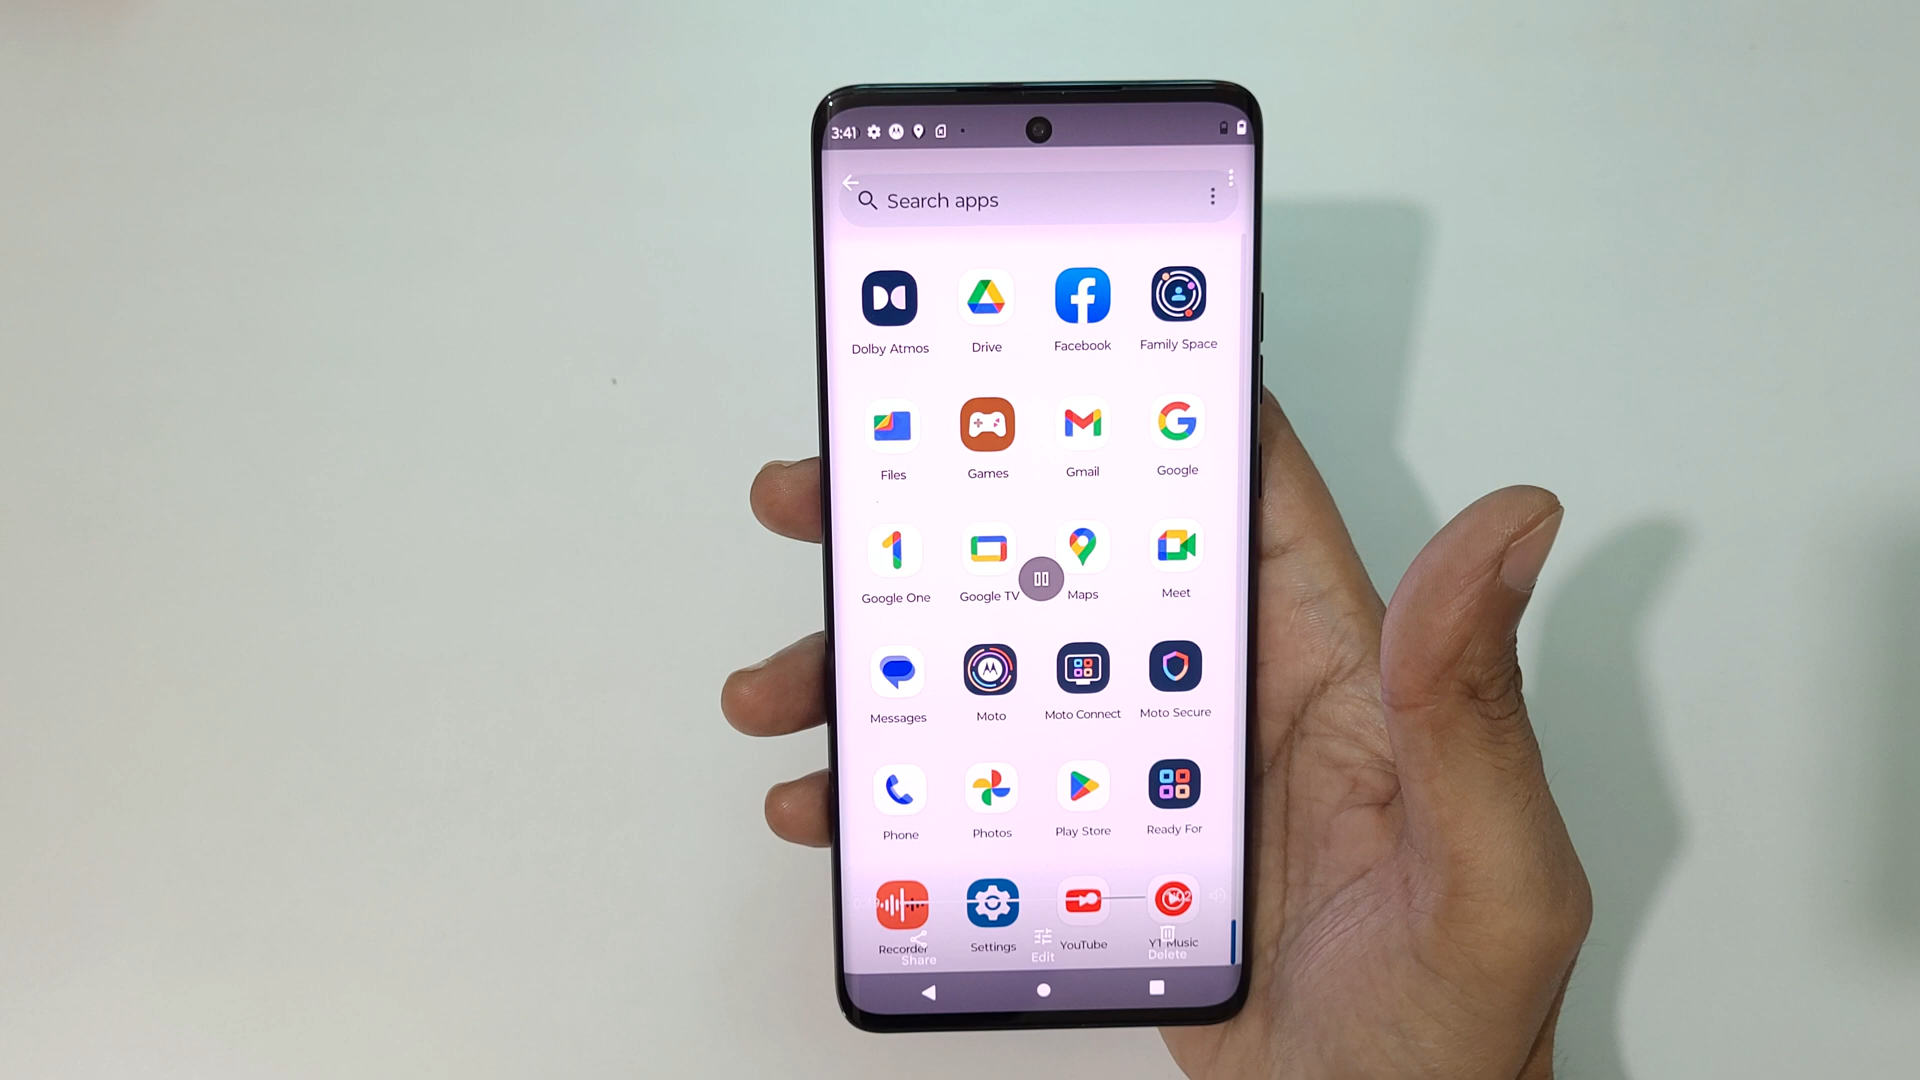 3:41
Search apps
Dolby Atmos Drive Facebook Family Space
Files Games Gmail Google
Google One Google TV Maps Meet
Messages Moto Moto Connect Moto Secure
Phone Photos Play Store Ready For
Recorder Settings YouTube YT Music
Share Edit Delete